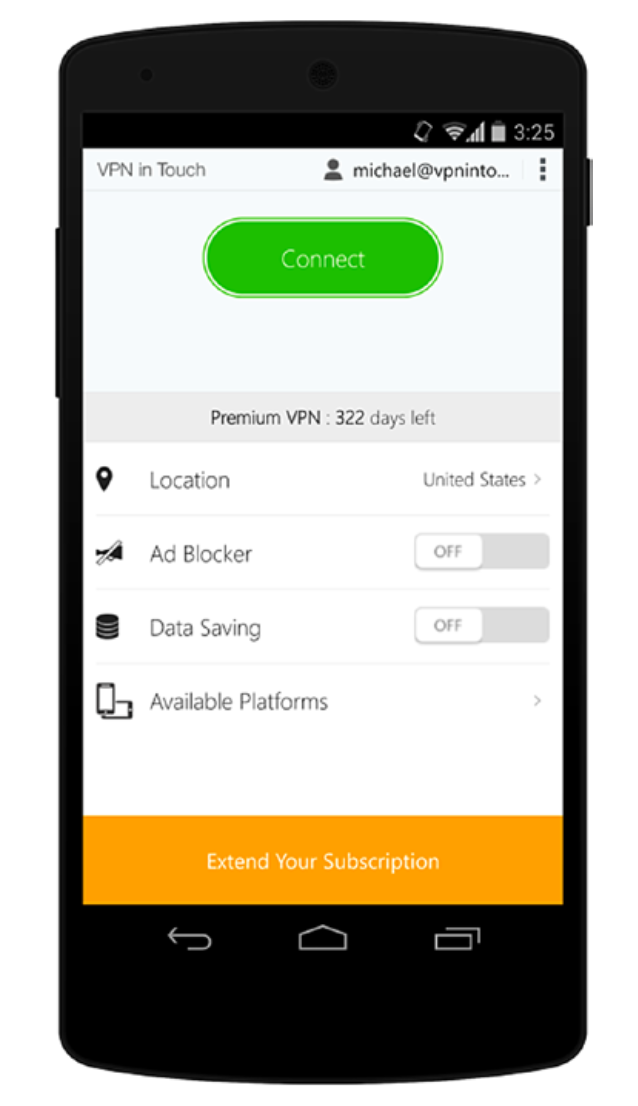 3:25
VPN in Touch michael@vpninto...
Connect
Premium VPN : 322 days left
Location United States >
Ad Blocker OFF
Data Saving OFF
Available Platforms >
Extend Your Subscription